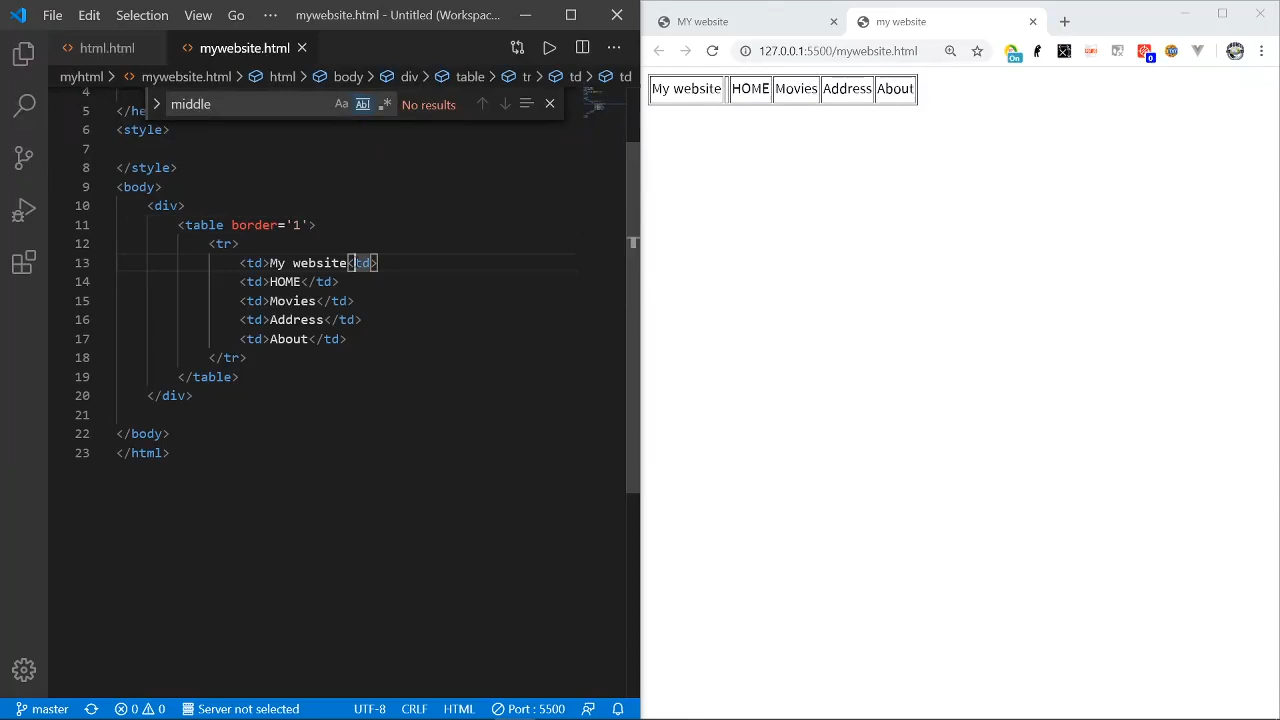 File Edit Selection View Go ··· mywebsite.html - Untitled (Workspac...
html.html mywebsite.html
myhtml > mywebsite.html > html > body > div > table > tr > td > td
middle Aa Ab| .* No results
4
5 </he
6 <style>
7
8 </style>
9 <body>
10 <div>
11 <table border='1'>
12 <tr>
13 <td>My website<td>
14 <td>HOME</td>
15 <td>Movies</td>
16 <td>Address</td>
17 <td>About</td>
18 </tr>
19 </table>
20 </div>
21
22 </body>
23 </html>
master 0 0 Server not selected UTF-8 CRLF HTML Port : 5500
MY website my website
127.0.0.1:5500/mywebsite.html On 0
My website HOME Movies Address About